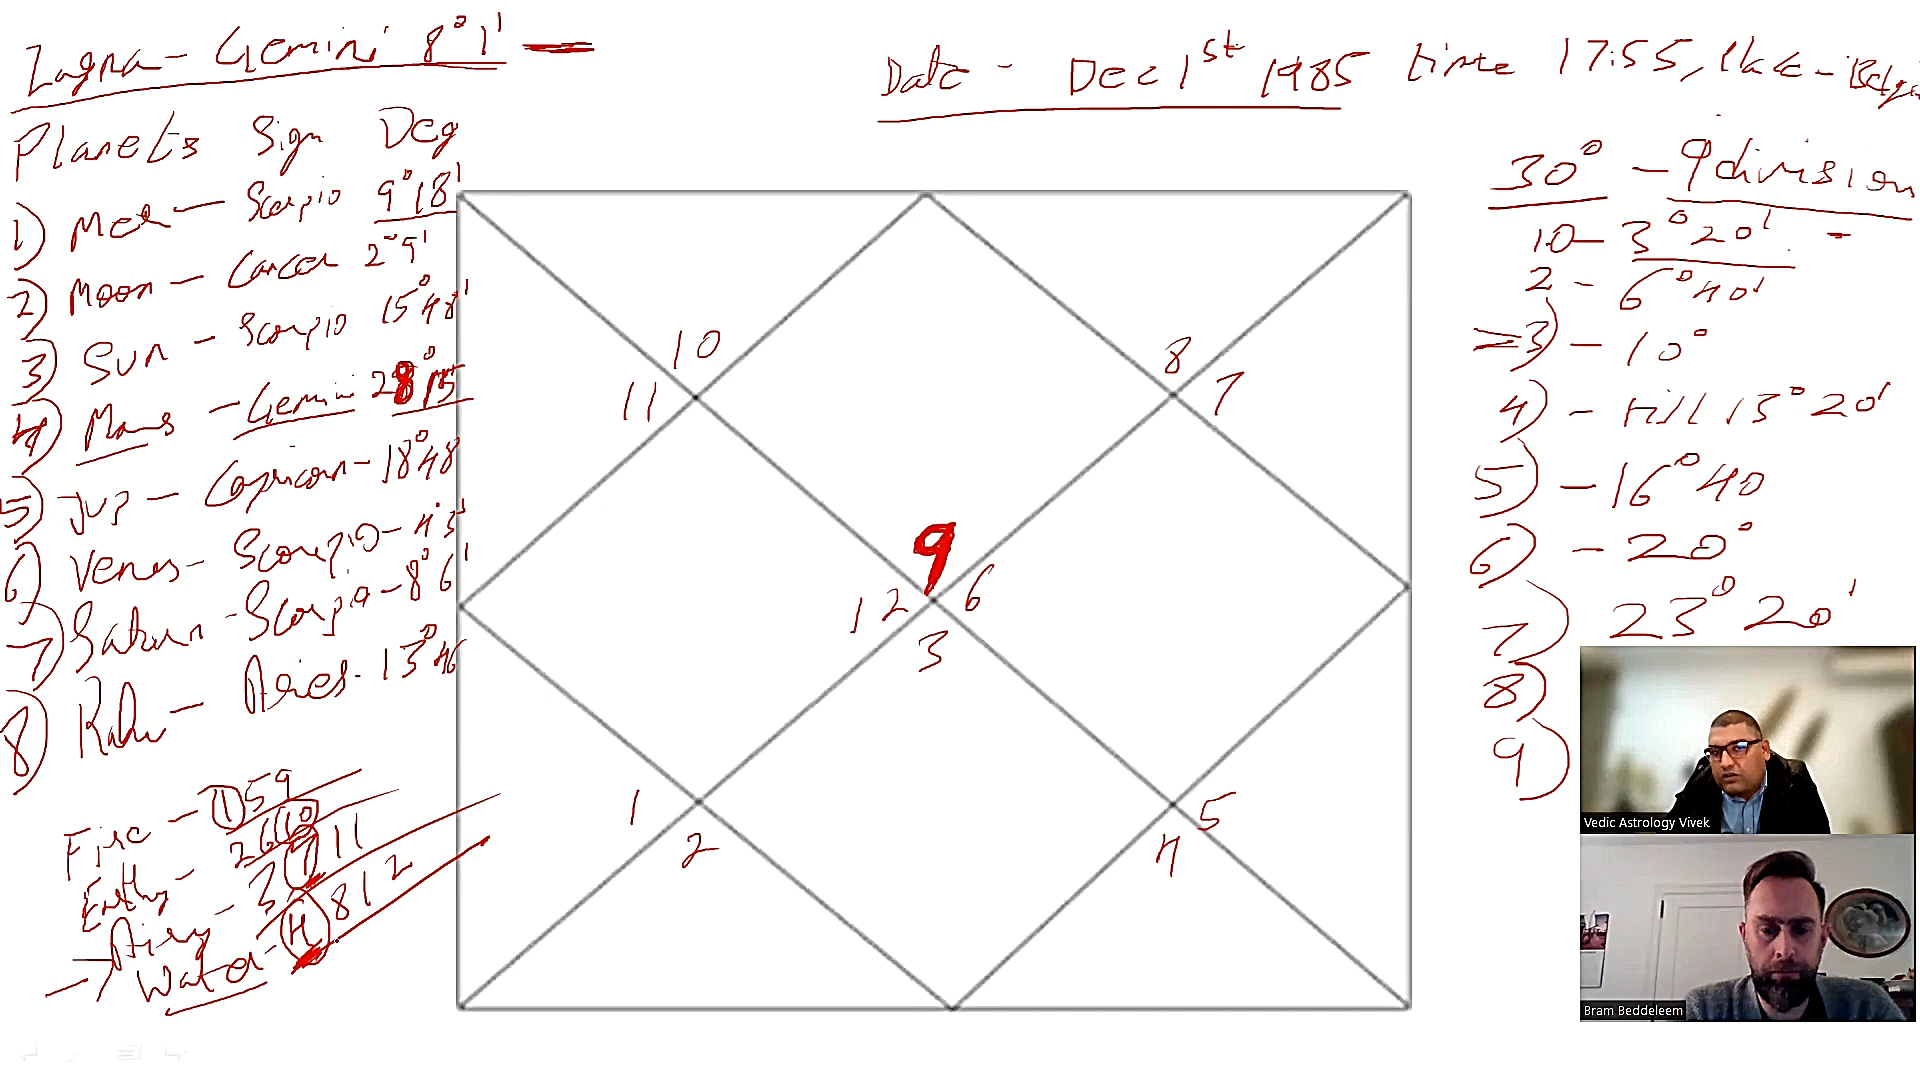 Lagna - Gemini 8°1'
Date - Dec 1st 1985 time 17:55, Place - Belgiu
Planets Sign Deg
1) Mer - Scorpio 9°18'
2) Moon - Cancer 2°9'
3) Sun - Scorpio 15°48'
4) Mars - Gemini 28°15
5) Jup - Capricorn - 18°48
6) Venus - Scorpio - 4°3'
7) Saturn - Scorpio - 8°6'
8) Rahu - Aries - 13°46
Fire - 1 5 9
Earthy - 2 6 10
Airy - 3 7 11
Water - 4 8 12
10 8
11 7
9
12 6
3
1 5
2 4
30° - 9 division
10 - 3°20'
2 - 6°40'
3) - 10°
4) - till 13°20'
5) - 16°40
6) - 20°
7) 23°20'
8)
9)
Vedic Astrology Vivek
Bram Beddeleem